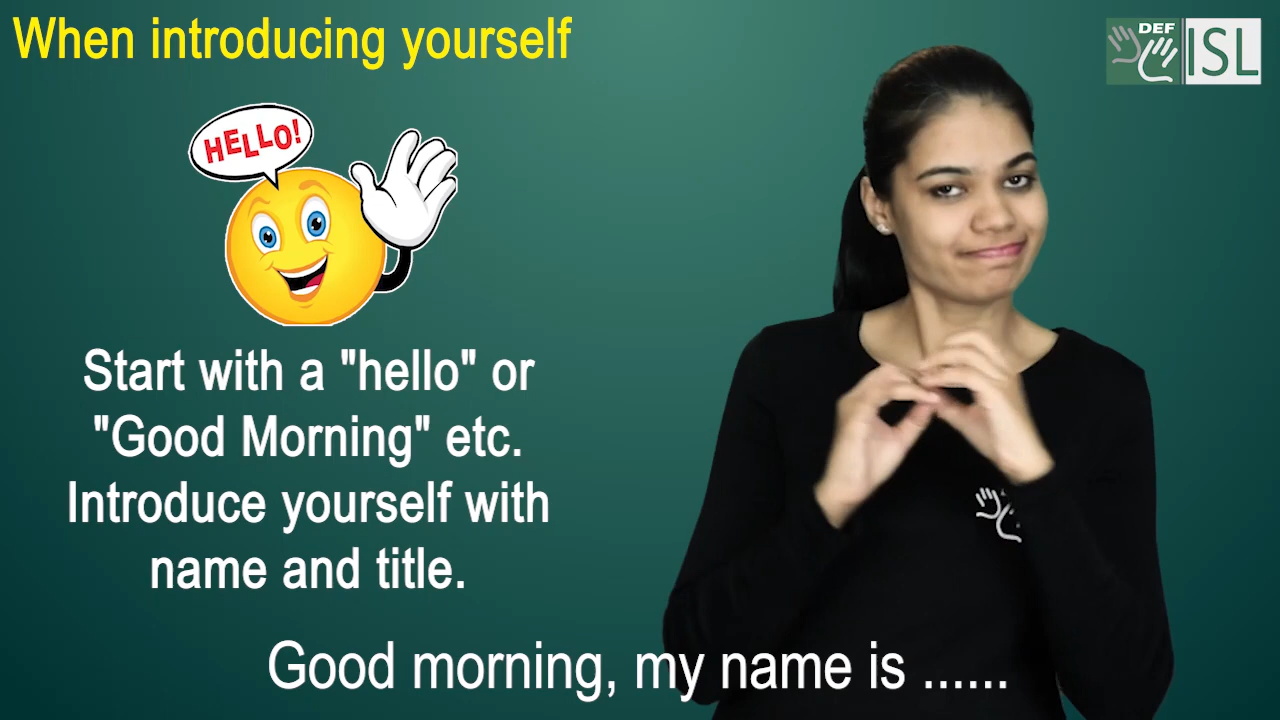 When introducing yourself
DEF
ISL
HELLO!
Start with a "hello" or
"Good Morning" etc.
Introduce yourself with
name and title.
Good morning, my name is ......